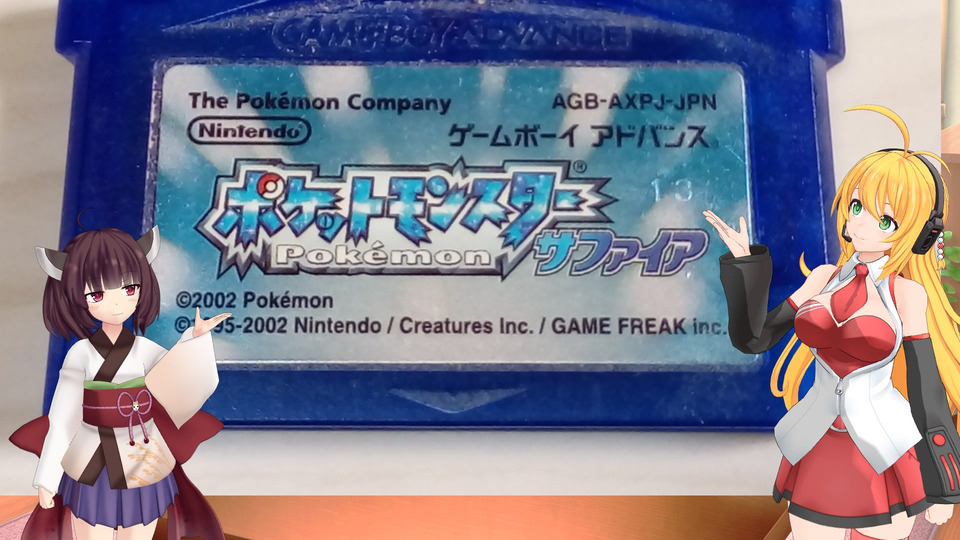 GAME BOY ADVANCE
The Pokémon Company
AGB-AXPJ-JPN
Nintendo®
ゲームボーイ アドバンス
ポケットモンスター®
13
Pokémon
サファイア
©2002 Pokémon
©1995-2002 Nintendo / Creatures Inc. / GAME FREAK inc.